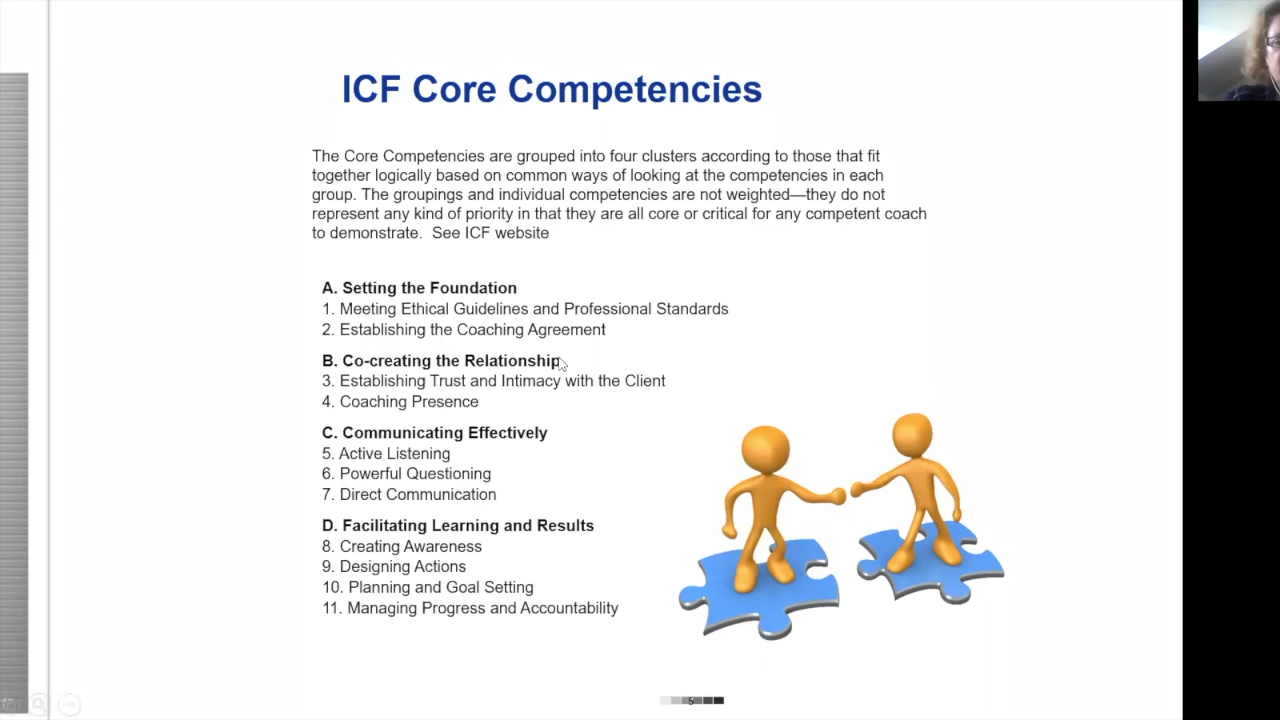 ICF Core Competencies
The Core Competencies are grouped into four clusters according to those that fit
together logically based on common ways of looking at the competencies in each
group. The groupings and individual competencies are not weighted—they do not
represent any kind of priority in that they are all core or critical for any competent coach
to demonstrate. See ICF website
A. Setting the Foundation
1. Meeting Ethical Guidelines and Professional Standards
2. Establishing the Coaching Agreement
B. Co-creating the Relationship
3. Establishing Trust and Intimacy with the Client
4. Coaching Presence
C. Communicating Effectively
5. Active Listening
6. Powerful Questioning
7. Direct Communication
D. Facilitating Learning and Results
8. Creating Awareness
9. Designing Actions
10. Planning and Goal Setting
11. Managing Progress and Accountability
5